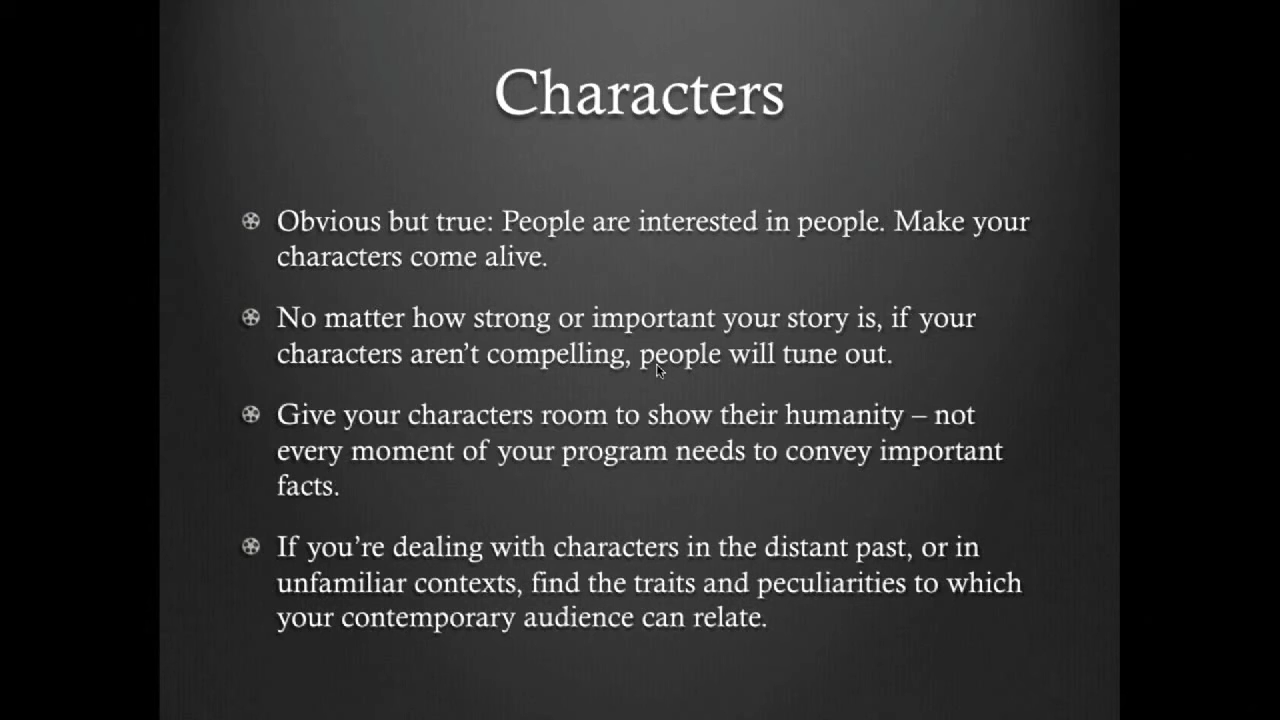 Characters
Obvious but true: People are interested in people. Make your
characters come alive.
No matter how strong or important your story is, if your
characters aren’t compelling, people will tune out.
Give your characters room to show their humanity – not
every moment of your program needs to convey important
facts.
If you’re dealing with characters in the distant past, or in
unfamiliar contexts, find the traits and peculiarities to which
your contemporary audience can relate.